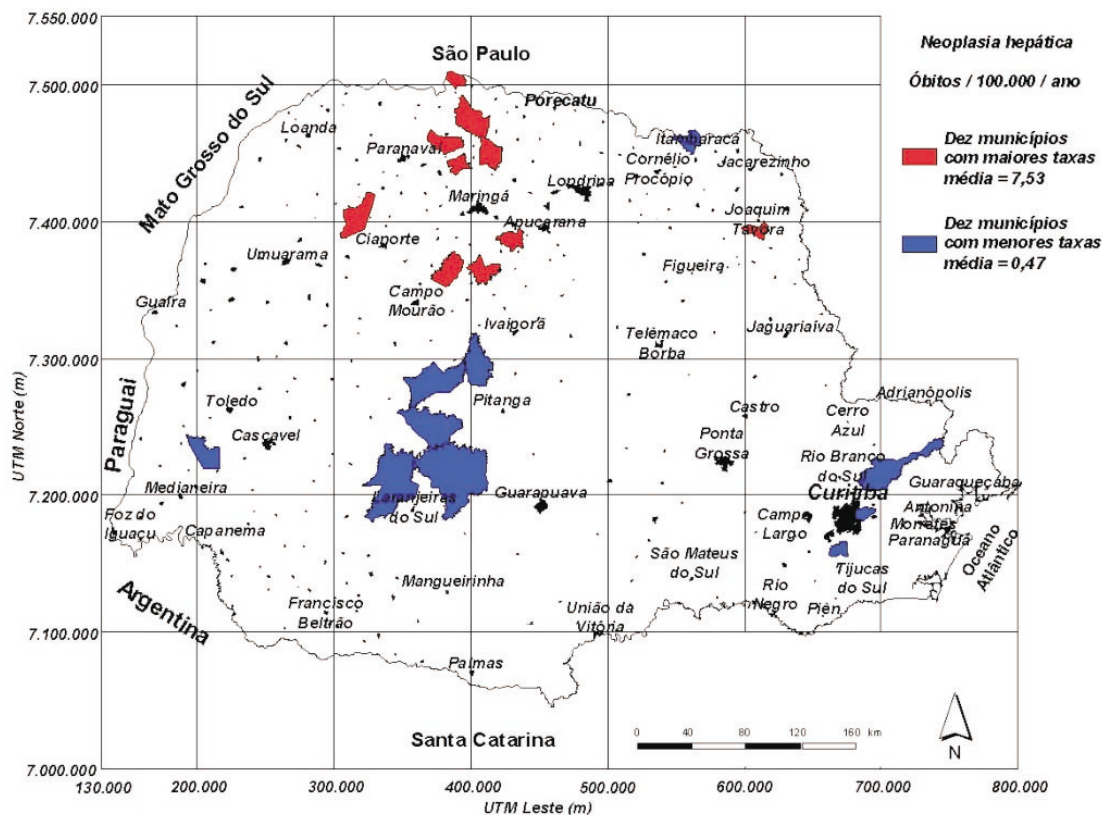 7.550.000
São Paulo
Neoplasia hepática
Óbitos / 100.000 / ano
7.500.000
Mato Grosso do Sul
Porecatu
Loanda
Itambaracá
Dez municípios
com maiores taxas
média = 7,53
Paranavaí
Cornélio
Procópio
Jacarezinho
Londrina
Maringá
7.400.000
Apucarana
Joaquim
Távora
Cianorte
Dez municípios
com menores taxas
média = 0,47
Umuarama
Figueira
Campo
Mourão
Guaíra
Ivaiporã
Telêmaco
Borba
Jaguariaíva
7.300.000
UTM Norte (m)
Paraguai
Pitanga
Adrianópolis
Toledo
Castro
Cerro
Azul
Cascavel
Ponta
Grossa
Rio Branco
do Sul
Medianeira
7.200.000
Laranjeiras
do Sul
Guarapuava
Curitiba
Guaraqueçaba
Foz do
Iguaçu
Campo
Largo
Antonina
Morretes
Paranaguá
Capanema
São Mateus
do Sul
Tijucas
do Sul
Oceano
Atlântico
Mangueirinha
Argentina
Francisco
Beltrão
União da
Vitória
Rio
Negro
Piên
7.100.000
Palmas
Santa Catarina
0 40 80 120 160 km
N
7.000.000
130.000 200.000 300.000 400.000 500.000 600.000 700.000 800.000
UTM Leste (m)